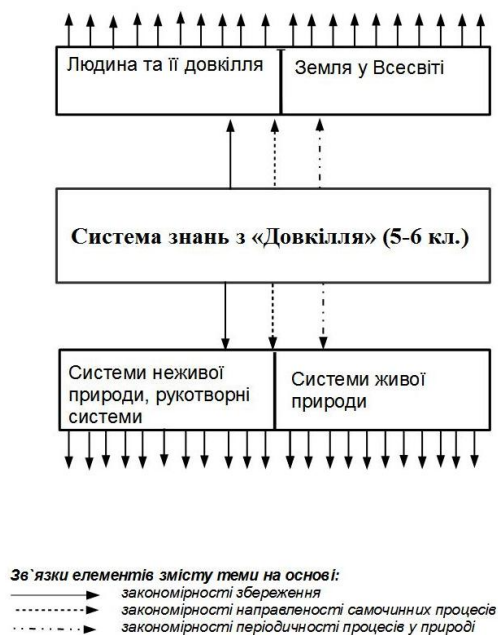 Людина та її довкілля
Земля у Всесвіті
Система знань з «Довкілля» (5-6 кл.)
Системи неживої
природи, рукотворні
системи
Системи живої
природи
Зв`язки елементів змісту теми на основі:
закономірності збереження
закономірності направленості самочинних процесів
закономірності періодичності процесів у природі